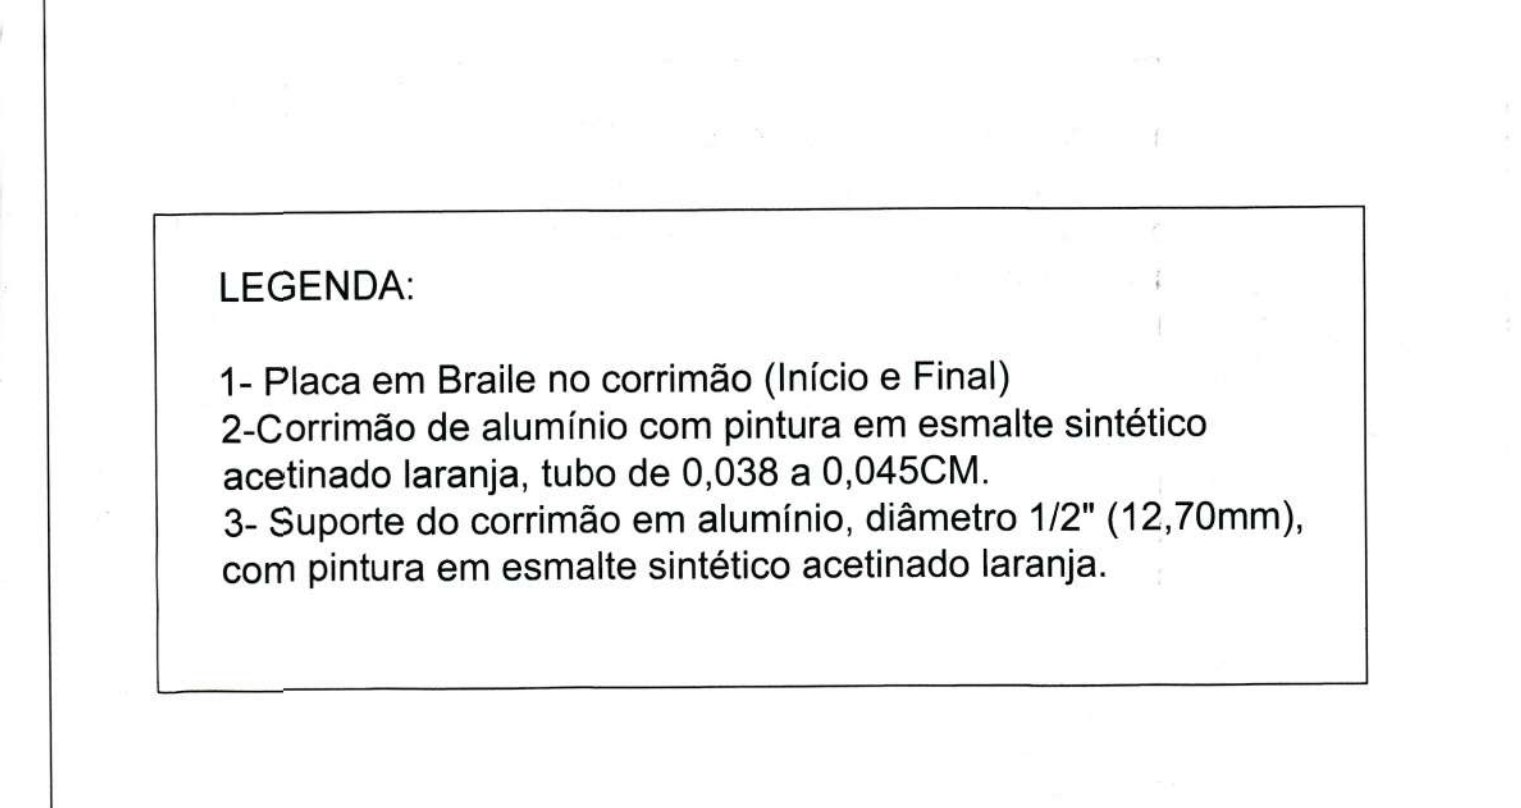 LEGENDA:
1- Placa em Braile no corrimão (Início e Final)
2-Corrimão de alumínio com pintura em esmalte sintético
acetinado laranja, tubo de 0,038 a 0,045CM.
3- Suporte do corrimão em alumínio, diâmetro 1/2" (12,70mm),
com pintura em esmalte sintético acetinado laranja.